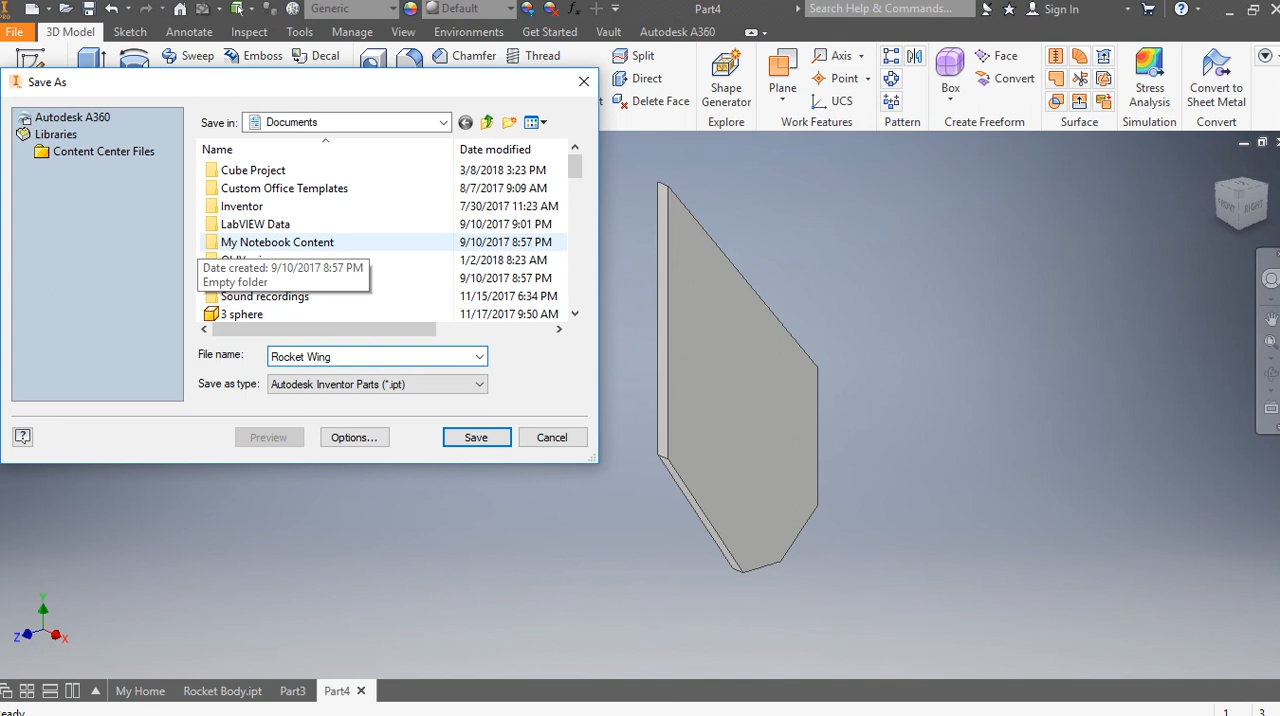 PRO
Generic
Default
Part4
Search Help & Commands...
Sign In
File
3D Model
Sketch
Annotate
Inspect
Tools
Manage
View
Environments
Get Started
Vault
Autodesk A360
Sweep
Emboss
Decal
Chamfer
Thread
Split
Direct
Delete Face
Shape Generator
Explore
Plane
Axis
Point
UCS
Work Features
Pattern
Box
Face
Convert
Create Freeform
Surface
Stress Analysis
Simulation
Convert to Sheet Metal
Convert
Save As
Autodesk A360
Libraries
Content Center Files
Save in:
Documents
Name
Date modified
Cube Project
3/8/2018 3:23 PM
Custom Office Templates
8/7/2017 9:09 AM
Inventor
7/30/2017 11:23 AM
LabVIEW Data
9/10/2017 9:01 PM
My Notebook Content
9/10/2017 8:57 PM
1/2/2018 8:23 AM
Date created: 9/10/2017 8:57 PM
Empty folder
9/10/2017 8:57 PM
Sound recordings
11/15/2017 6:34 PM
3 sphere
11/17/2017 9:50 AM
File name:
Rocket Wing
Save as type:
Autodesk Inventor Parts (*.ipt)
Preview
Options...
Save
Cancel
FRONT
RIGHT
Y
Z
X
My Home
Rocket Body.ipt
Part3
Part4
1
3